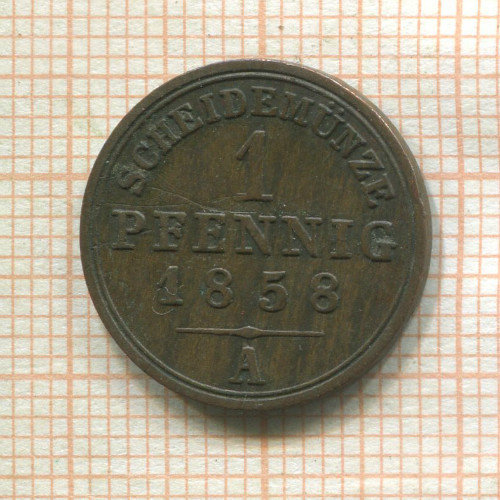 SCHEIDEMÜNZE
1
PFENNIG
1858
A